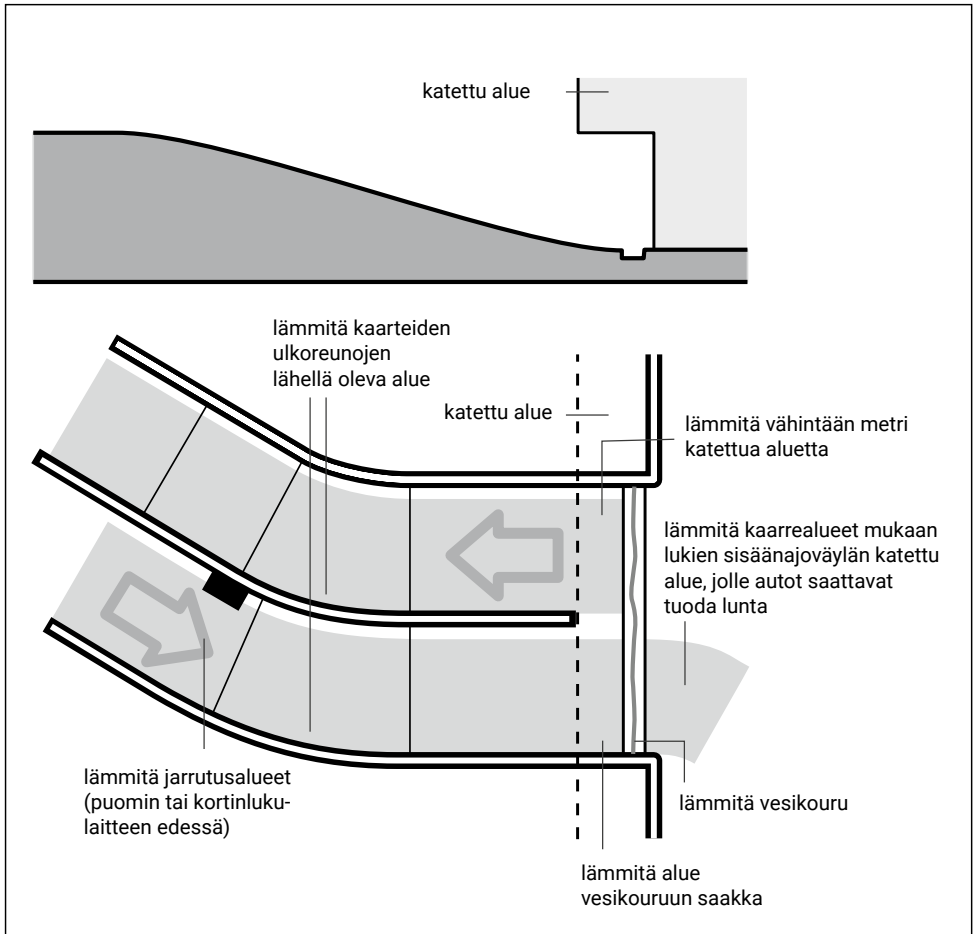 katettu alue
lämmitä kaarteiden
ulkoreunojen
lähellä oleva alue
katettu alue
lämmitä vähintään metri
katettua aluetta
lämmitä kaarrealueet mukaan
lukien sisäänajoväylän katettu
alue, jolle autot saattavat
tuoda lunta
lämmitä jarrutusalueet
(puomin tai kortinluku-
laitteen edessä)
lämmitä vesikouru
lämmitä alue
vesikouruun saakka